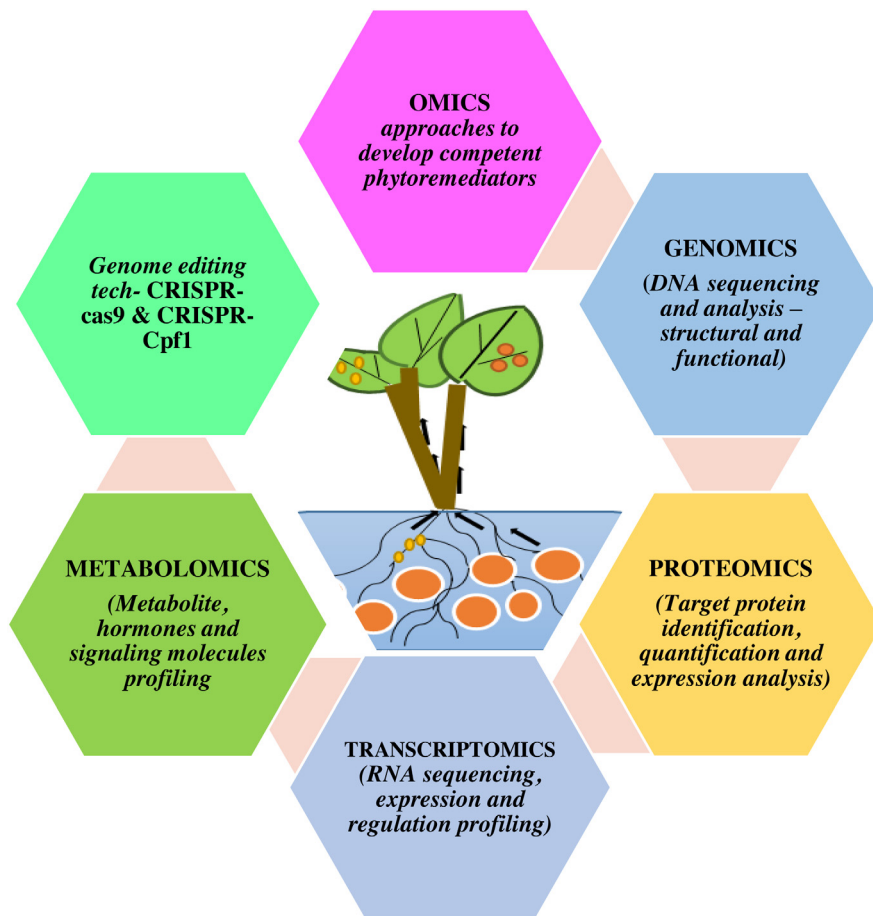 OMICS
approaches to
develop competent
phytoremediators
GENOMICS
(DNA sequencing
and analysis –
structural and
functional)
PROTEOMICS
(Target protein
identification,
quantification and
expression analysis)
TRANSCRIPTOMICS
(RNA sequencing,
expression and
regulation profiling)
METABOLOMICS
(Metabolite,
hormones and
signaling molecules
profiling
Genome editing
tech- CRISPR-
cas9 & CRISPR-
Cpf1